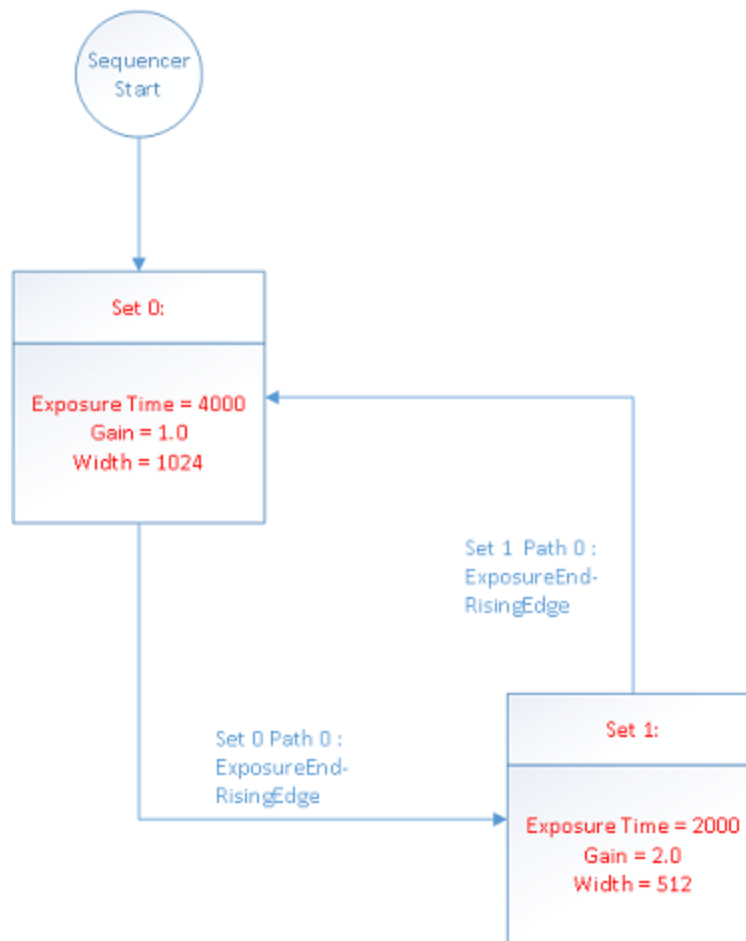 Sequencer
Start
Set 0:
Exposure Time = 4000
Gain = 1.0
Width = 1024
Set 1 Path 0 :
ExposureEnd-
RisingEdge
Set 0 Path 0 :
ExposureEnd-
RisingEdge
Set 1:
Exposure Time = 2000
Gain = 2.0
Width = 512